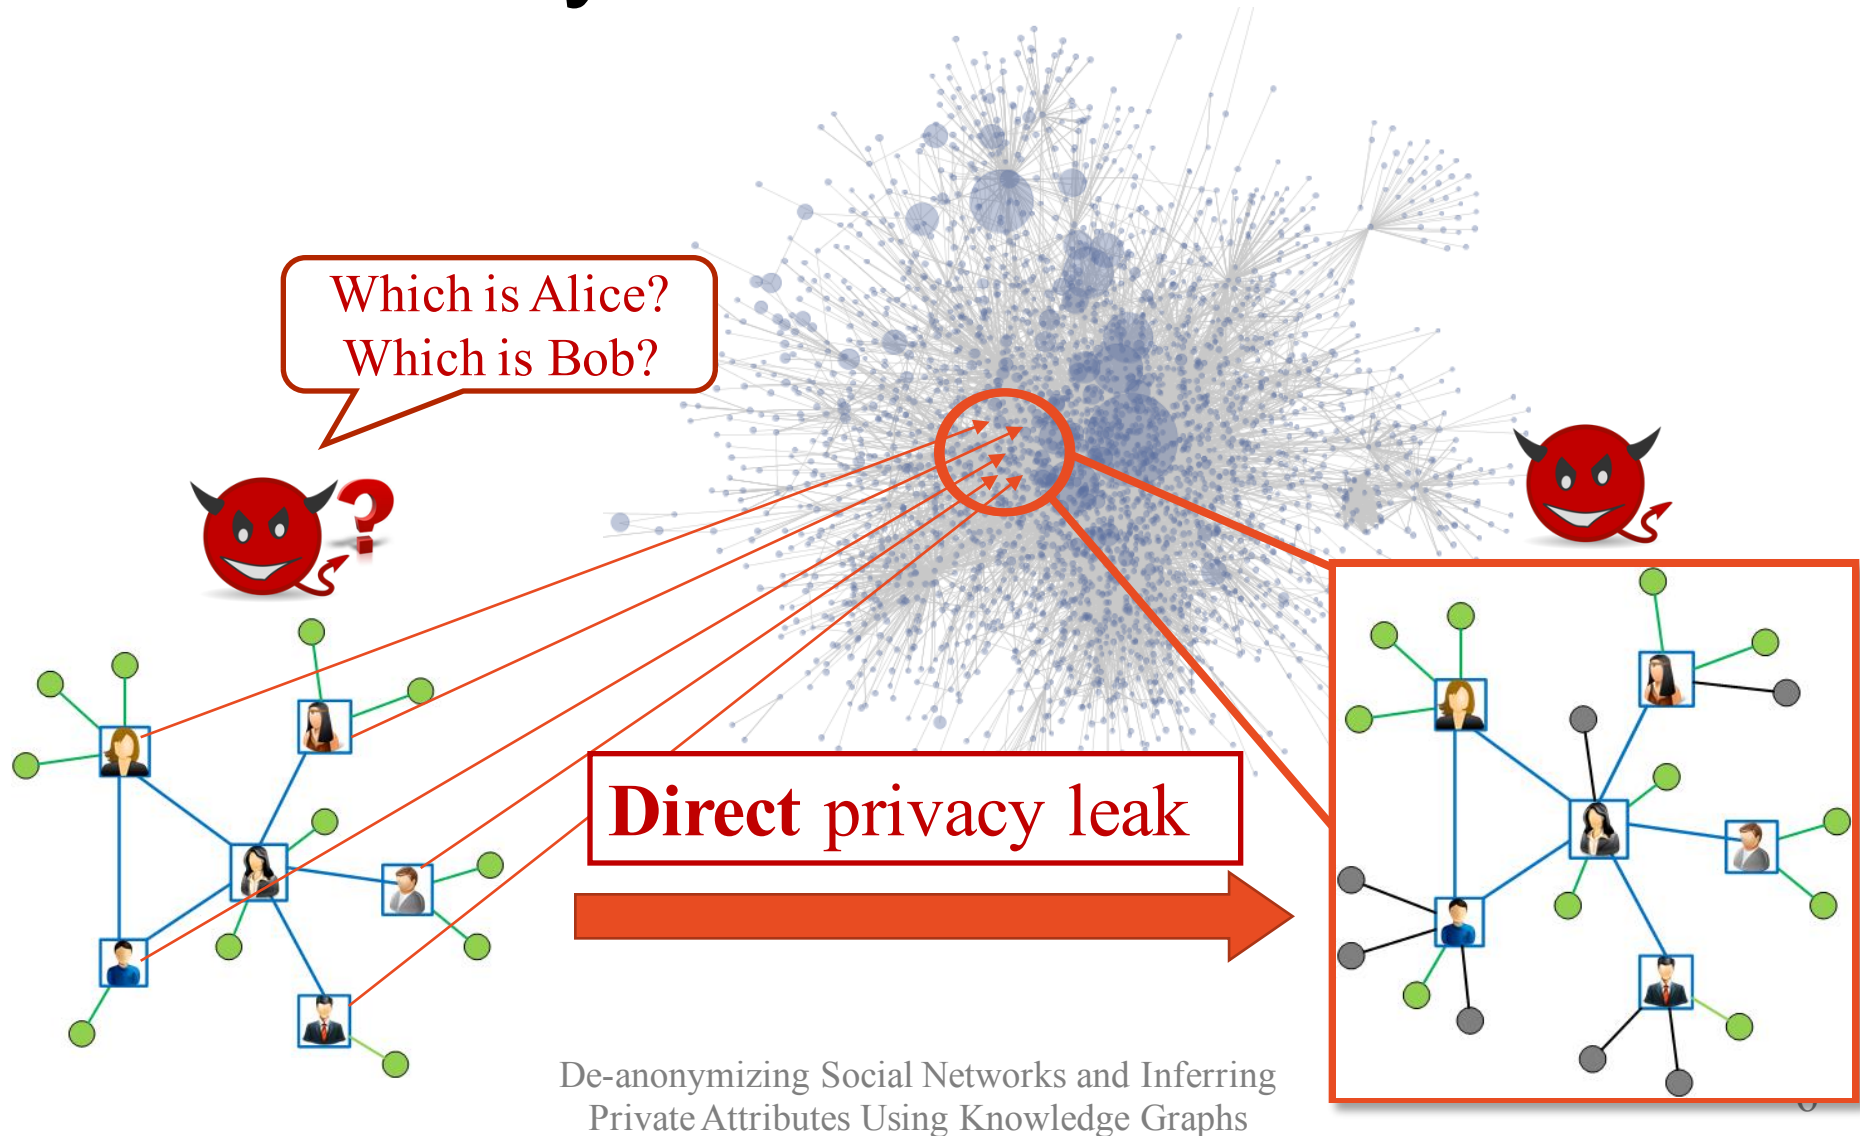 Which is Alice?
Which is Bob?
Direct privacy leak
De-anonymizing Social Networks and Inferring
Private Attributes Using Knowledge Graphs